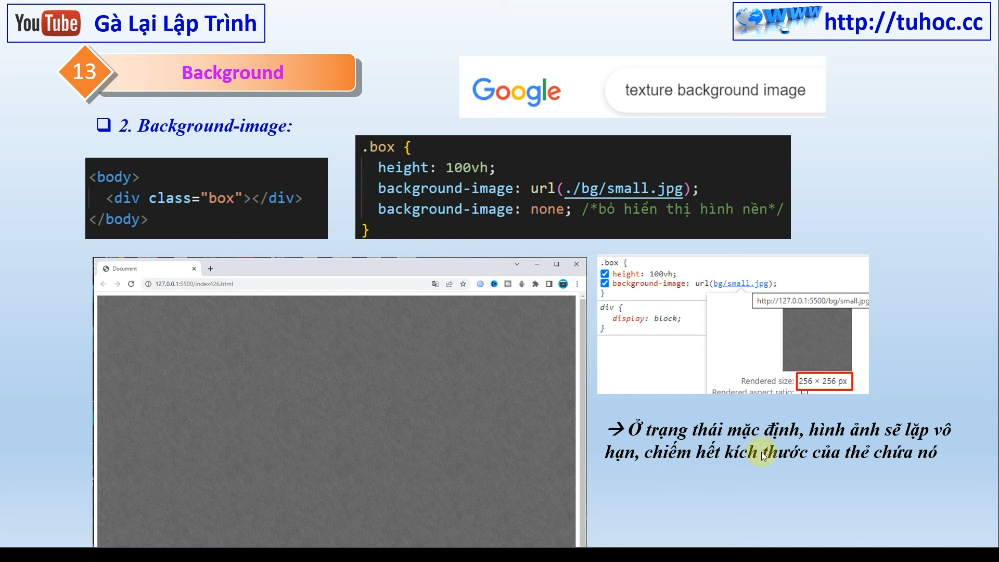 YouTube Gà Lại Lập Trình
www http://tuhoc.cc
13 Background
Google texture background image
❑ 2. Background-image:
<body>
<div class="box"></div>
</body>
.box {
height: 100vh;
background-image: url(./bg/small.jpg);
background-image: none; /*bỏ hiển thị hình nền*/
}
Document
127.0.0.1:5500/index426.html
.box {
height: 100vh;
background-image: url(bg/small.jpg);
}
div {
display: block;
}
http://127.0.0.1:5500/bg/small.jpg
Rendered size: 256 × 256 px
Rendered aspect ratio: 1:1
→ Ở trạng thái mặc định, hình ảnh sẽ lặp vô
hạn, chiếm hết kích thước của thẻ chứa nó